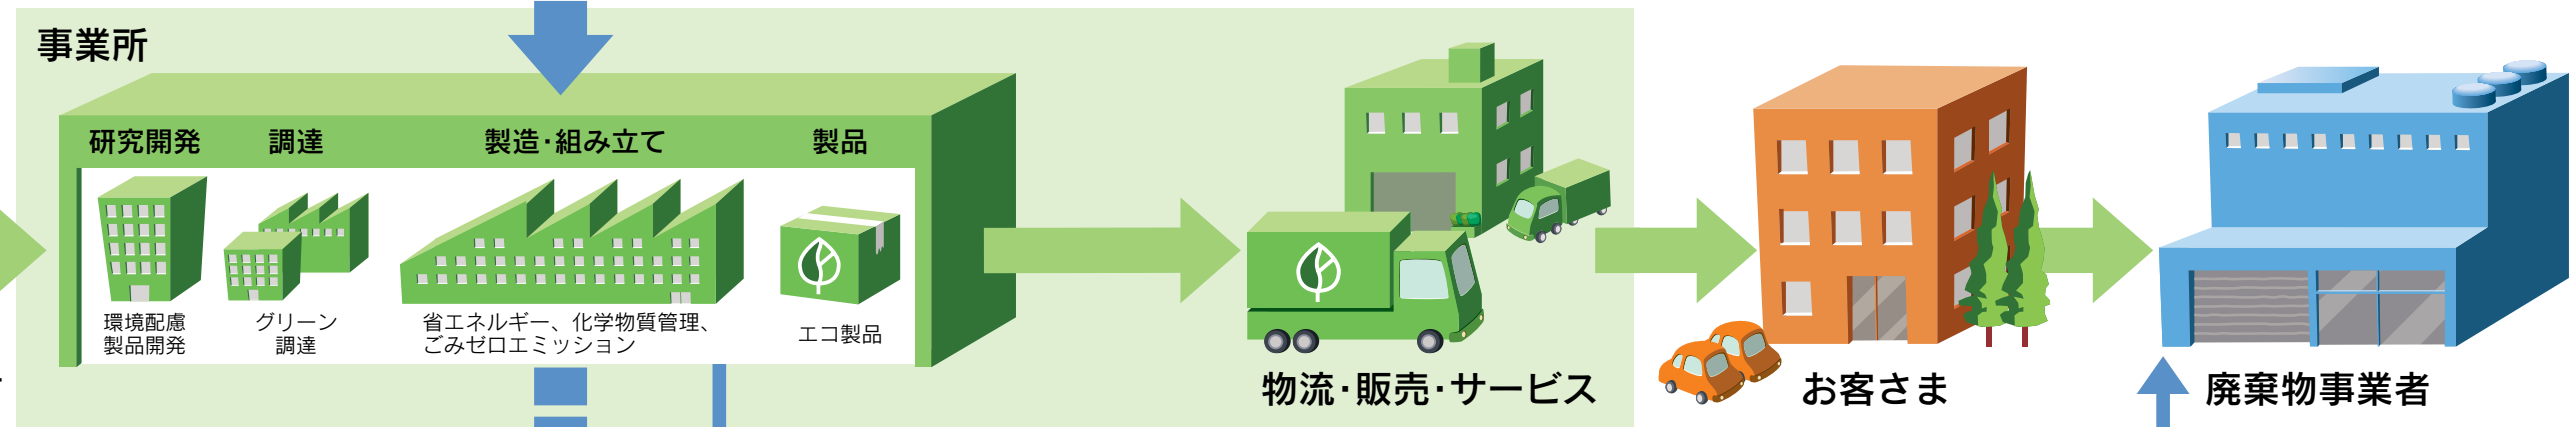 事業所
研究開発
調達
製造・組み立て
製品
環境配慮
製品開発
グリーン
調達
省エネルギー、化学物質管理、
ごみゼロエミッション
エコ製品
物流・販売・サービス
お客さま
廃棄物事業者